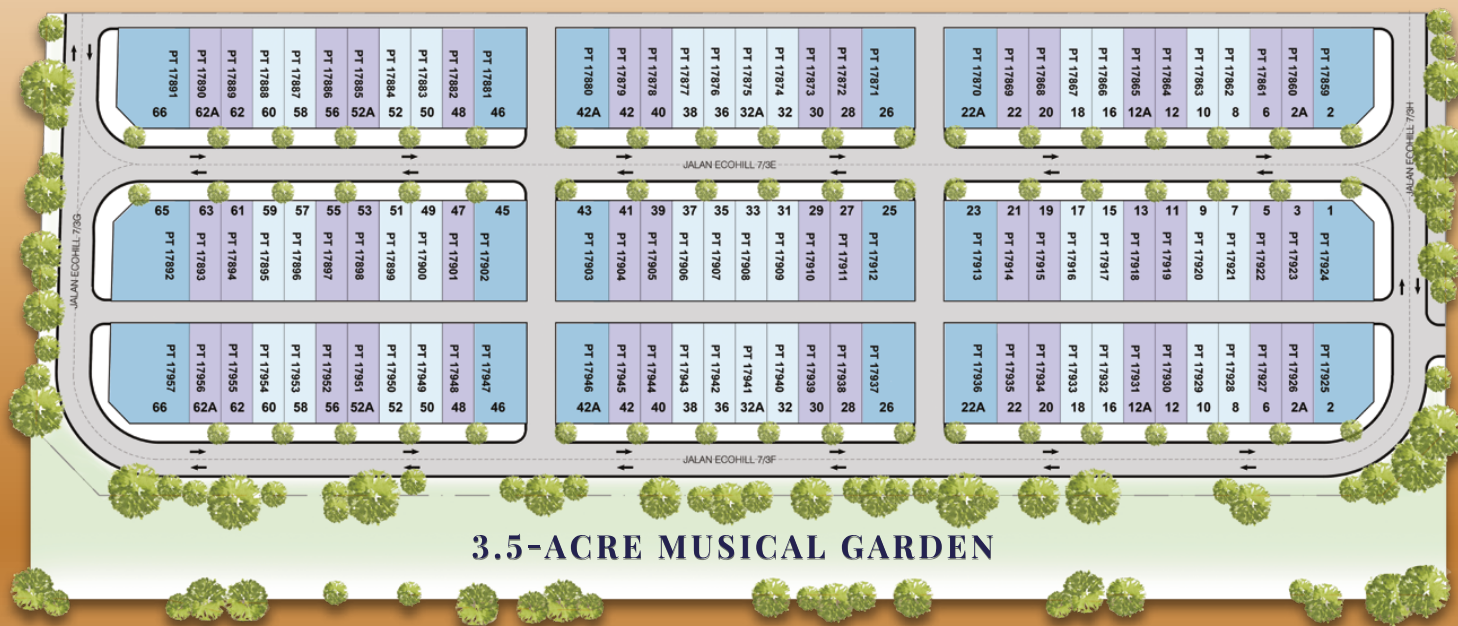 PT 17891 PT 17890 PT 17889 PT 17888 PT 17887 PT 17886 PT 17885 PT 17884 PT 17883 PT 17882 PT 17881 PT 17880 PT 17879 PT 17878 PT 17877 PT 17876 PT 17875 PT 17874 PT 17873 PT 17872 PT 17871 PT 17870 PT 17869 PT 17868 PT 17867 PT 17866 PT 17865 PT 17864 PT 17863 PT 17862 PT 17861 PT 17860 PT 17859
66 62A 62 60 58 56 52A 52 50 48 46 42A 42 40 38 36 32A 32 30 28 26 22A 22 20 18 16 12A 12 10 8 6 2A 2
JALAN ECOHILL 7/3H
JALAN ECOHILL 7/3E
65 63 61 59 57 55 53 51 49 47 45 43 41 39 37 35 33 31 29 27 25 23 21 19 17 15 13 11 9 7 5 3 1
PT 17892 PT 17893 PT 17894 PT 17895 PT 17896 PT 17897 PT 17898 PT 17899 PT 17900 PT 17901 PT 17902 PT 17903 PT 17904 PT 17905 PT 17906 PT 17907 PT 17908 PT 17909 PT 17910 PT 17911 PT 17912 PT 17913 PT 17914 PT 17915 PT 17916 PT 17917 PT 17918 PT 17919 PT 17920 PT 17921 PT 17922 PT 17923 PT 17924
JALAN ECOHILL 7/3G
PT 17957 PT 17956 PT 17955 PT 17954 PT 17953 PT 17952 PT 17951 PT 17950 PT 17949 PT 17948 PT 17947 PT 17946 PT 17945 PT 17944 PT 17943 PT 17942 PT 17941 PT 17940 PT 17939 PT 17938 PT 17937 PT 17936 PT 17935 PT 17934 PT 17933 PT 17932 PT 17931 PT 17930 PT 17929 PT 17928 PT 17927 PT 17926 PT 17925
66 62A 62 60 58 56 52A 52 50 48 46 42A 42 40 38 36 32A 32 30 28 26 22A 22 20 18 16 12A 12 10 8 6 2A 2
JALAN ECOHILL 7/3F
3.5-ACRE MUSICAL GARDEN